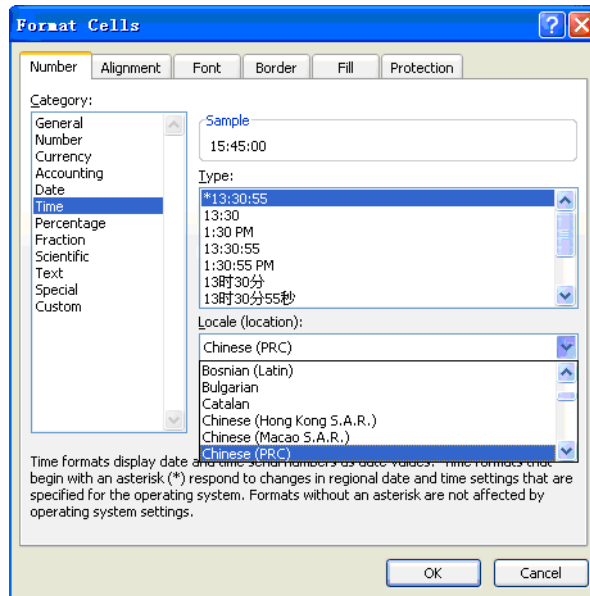 Format Cells
Number Alignment Font Border Fill Protection
Category:
General
Number
Currency
Accounting
Date
Time
Percentage
Fraction
Scientific
Text
Special
Custom
Sample
15:45:00
Type:
*13:30:55
13:30
1:30 PM
13:30:55
1:30:55 PM
13时30分
13时30分55秒
Locale (location):
Chinese (PRC)
Bosnian (Latin)
Bulgarian
Catalan
Chinese (Hong Kong S.A.R.)
Chinese (Macao S.A.R.)
Chinese (PRC)
Time formats display date and time serial numbers as date values. Time formats that
begin with an asterisk (*) respond to changes in regional date and time settings that are
specified for the operating system. Formats without an asterisk are not affected by
operating system settings.
OK Cancel